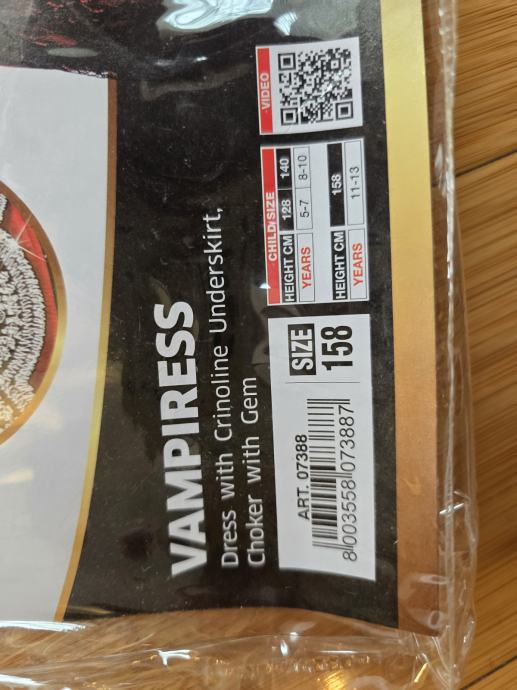 VAMPIRESS
Dress with Crinoline Underskirt,
Choker with Gem
ART. 07388
8003558073887
SIZE
158
CHILD/SIZE
HEIGHT CM 128 140
YEARS 5-7 8-10
HEIGHT CM 158
YEARS 11-13
VIDEO